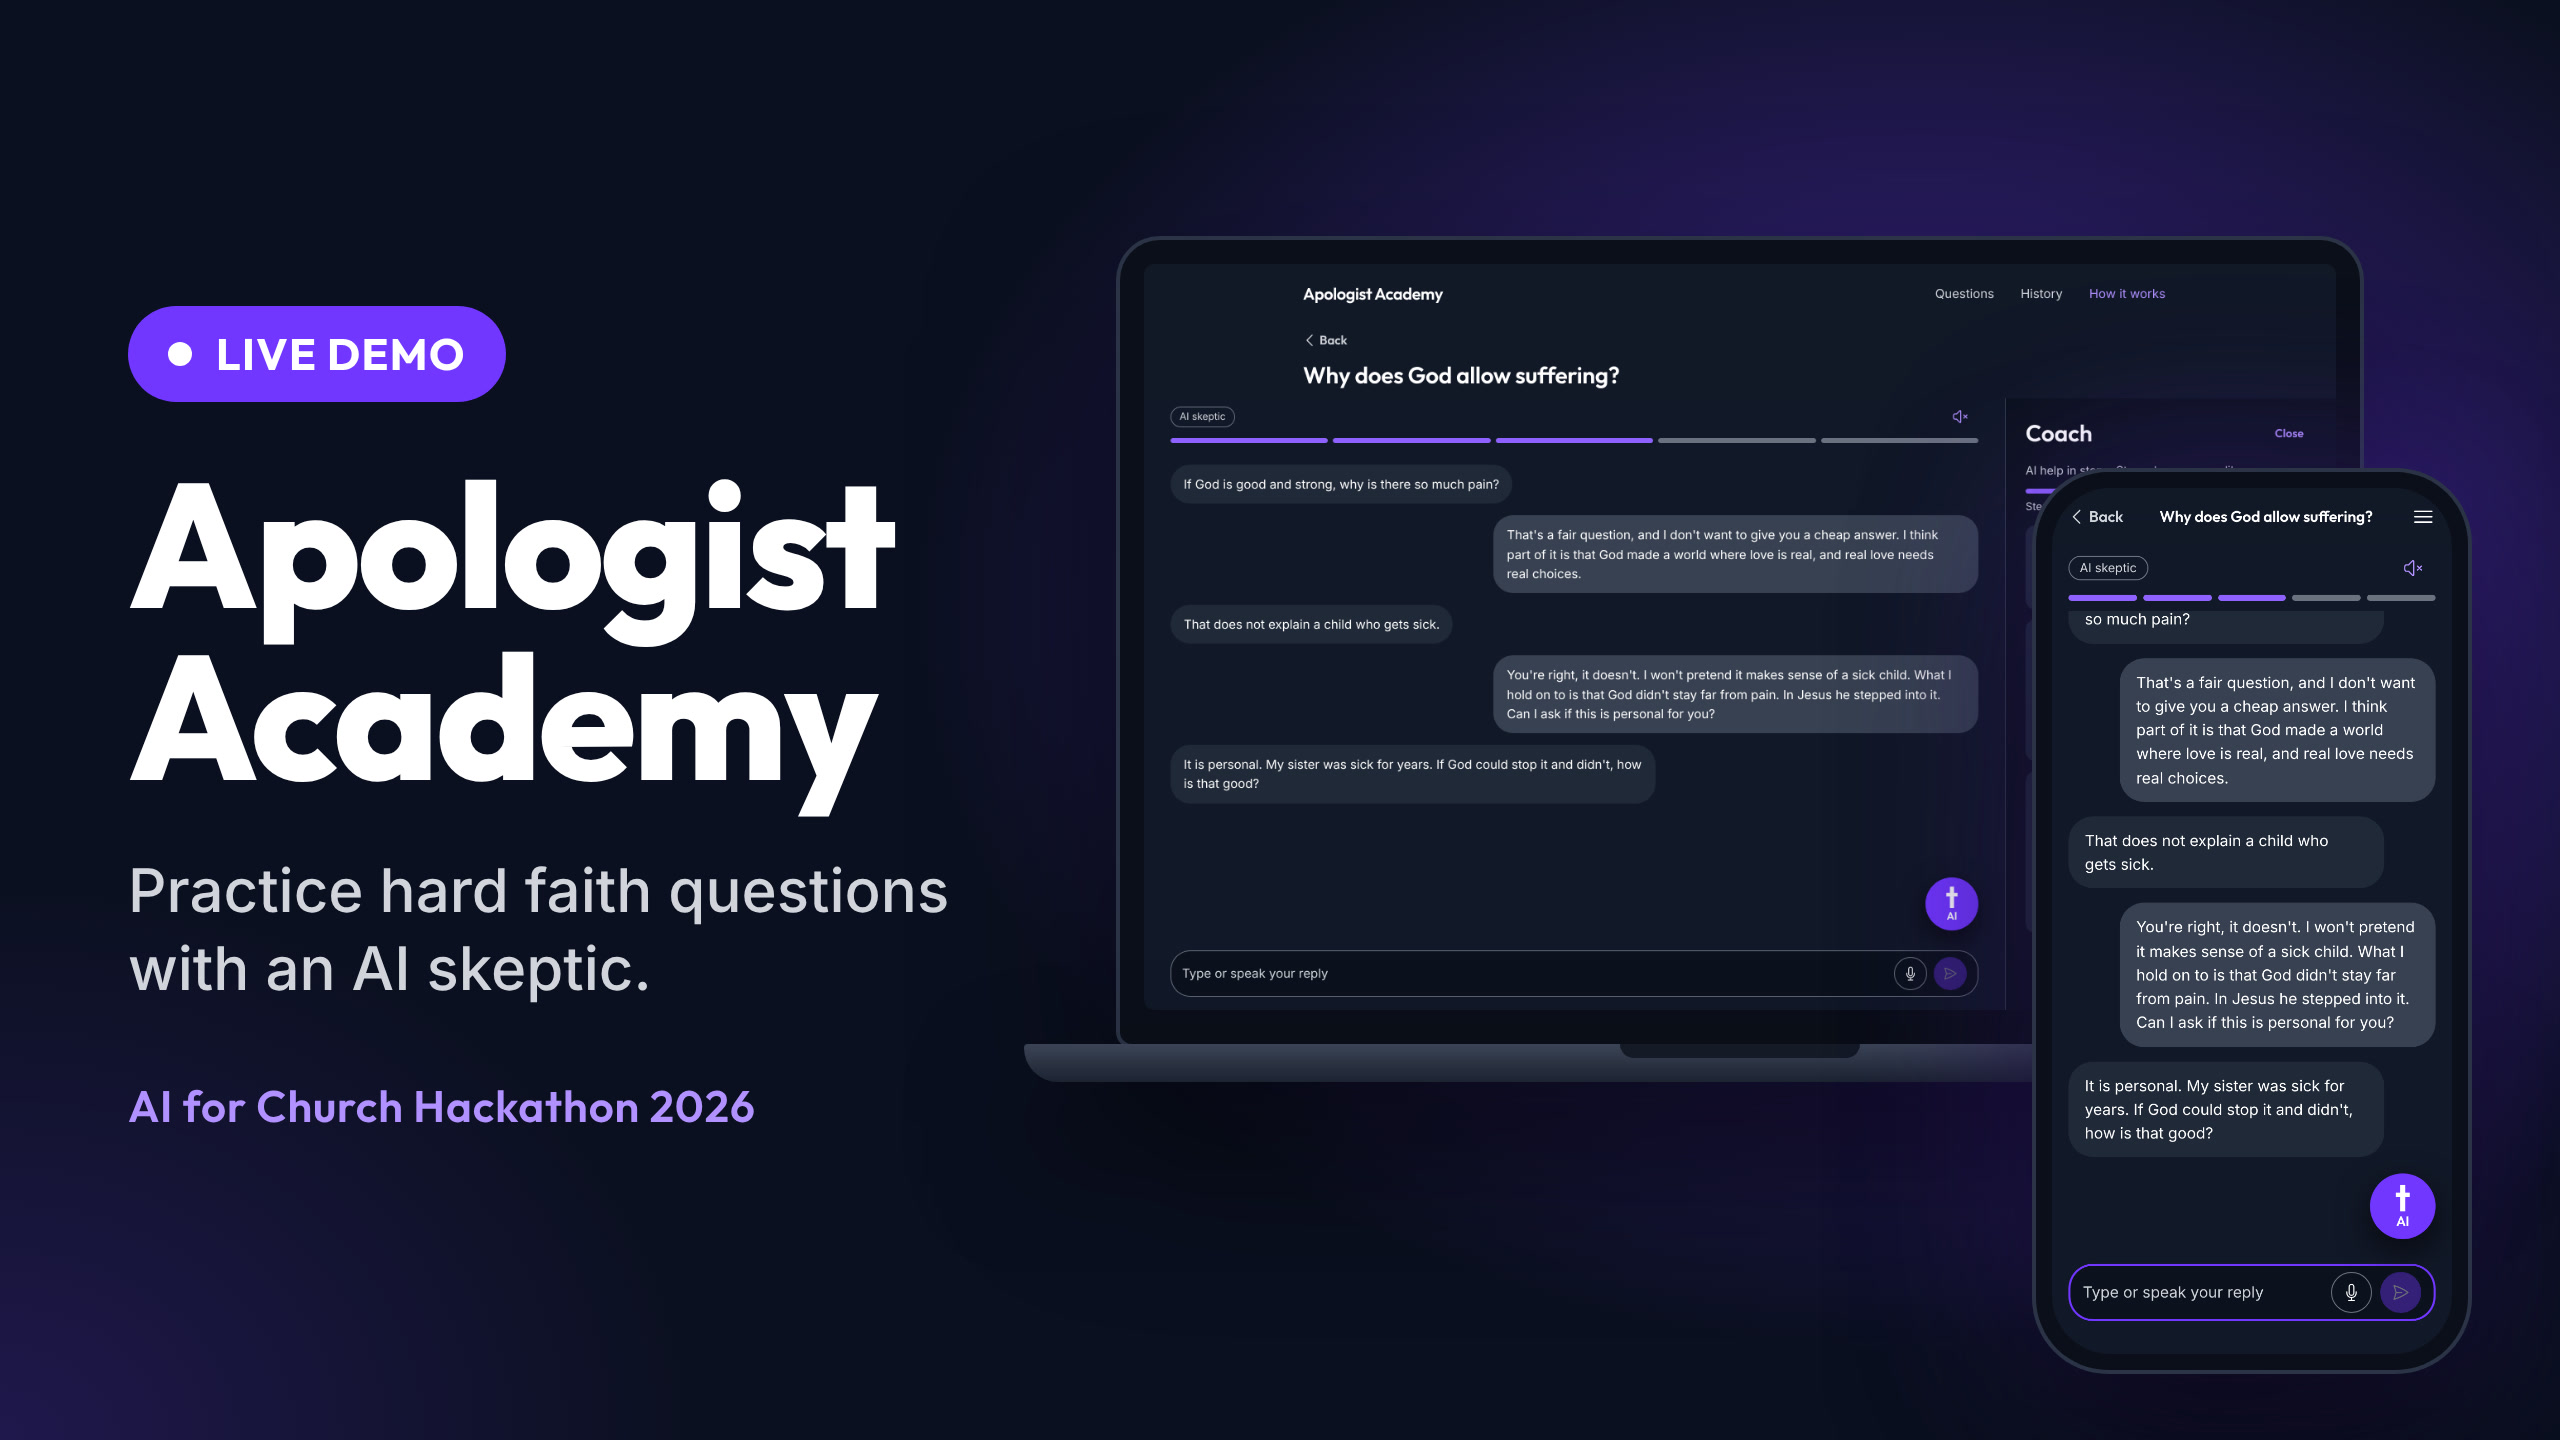 LIVE DEMO
Apologist
Academy
Practice hard faith questions
with an AI skeptic.
AI for Church Hackathon 2026
Apologist Academy
Questions History How it works
Back
Why does God allow suffering?
AI skeptic
If God is good and strong, why is there so much pain?
That's a fair question, and I don't want to give you a cheap answer. I think
part of it is that God made a world where love is real, and real love needs
real choices.
That does not explain a child who gets sick.
You're right, it doesn't. I won't pretend it makes sense of a sick child. What I
hold on to is that God didn't stay far from pain. In Jesus he stepped into it.
Can I ask if this is personal for you?
It is personal. My sister was sick for years. If God could stop it and didn't, how
is that good?
AI
Type or speak your reply
Coach
Close
AI help in
Back
Why does God allow suffering?
AI skeptic
so much pain?
That's a fair question, and I don't want
to give you a cheap answer. I think
part of it is that God made a world
where love is real, and real love needs
real choices.
That does not explain a child who
gets sick.
You're right, it doesn't. I won't pretend
it makes sense of a sick child. What I
hold on to is that God didn't stay far
from pain. In Jesus he stepped into it.
Can I ask if this is personal for you?
It is personal. My sister was sick for
years. If God could stop it and didn't,
how is that good?
AI
Type or speak your reply